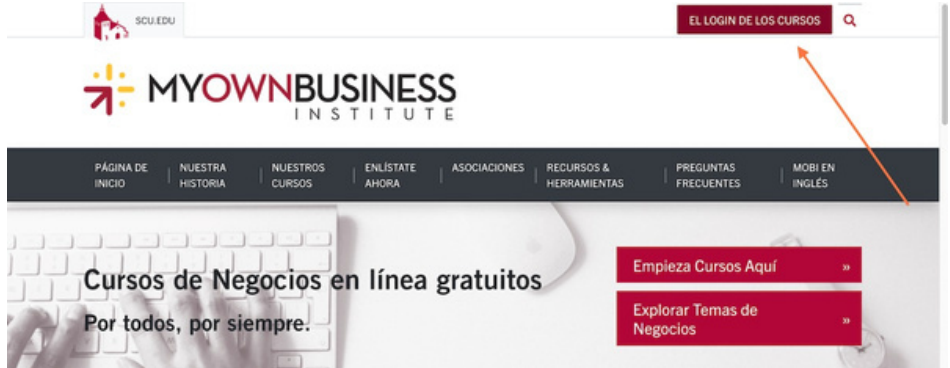 SCU.EDU
EL LOGIN DE LOS CURSOS
MYOWNBUSINESS
INSTITUTE
PÁGINA DE
INICIO
NUESTRA
HISTORIA
NUESTROS
CURSOS
ENLÍSTATE
AHORA
ASOCIACIONES
RECURSOS &
HERRAMIENTAS
PREGUNTAS
FRECUENTES
MOBI EN
INGLÉS
Cursos de Negocios en línea gratuitos
Por todos, por siempre.
Empieza Cursos Aquí »
Explorar Temas de
Negocios »